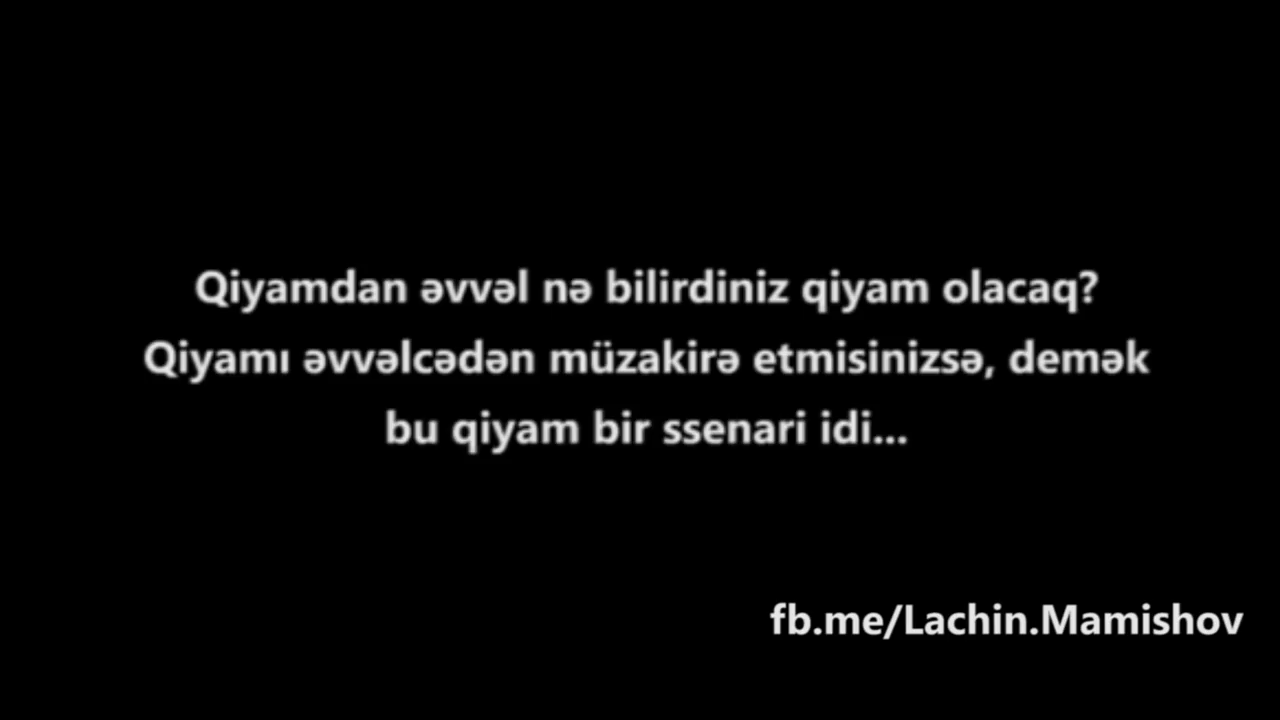 Qiyamdan əvvəl nə bilirdiniz qiyam olacaq?
Qiyamı əvvəlcədən müzakirə etmisinizsə, demək
bu qiyam bir ssenari idi...
fb.me/Lachin.Mamishov